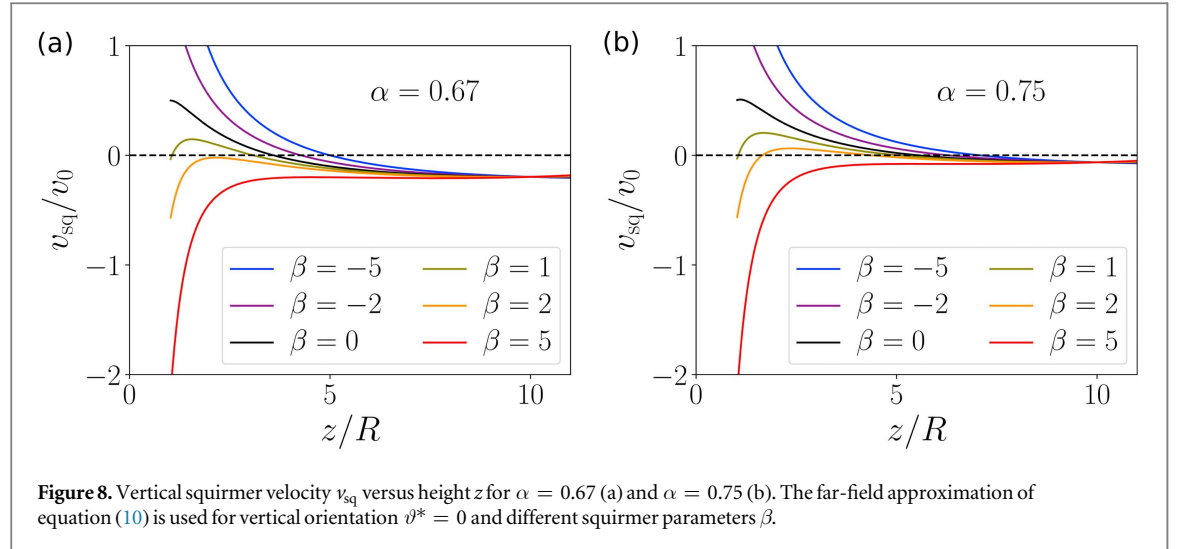 (a)
1
0
−1
−2
v_sq/v_0
α = 0.67
β = −5
β = −2
β = 0
β = 1
β = 2
β = 5
0
5
10
z/R
(b)
1
0
−1
−2
v_sq/v_0
α = 0.75
β = −5
β = −2
β = 0
β = 1
β = 2
β = 5
0
5
10
z/R
Figure 8. Vertical squirmer velocity v_sq versus height z for α = 0.67 (a) and α = 0.75 (b). The far-field approximation of
equation (10) is used for vertical orientation ϑ* = 0 and different squirmer parameters β.